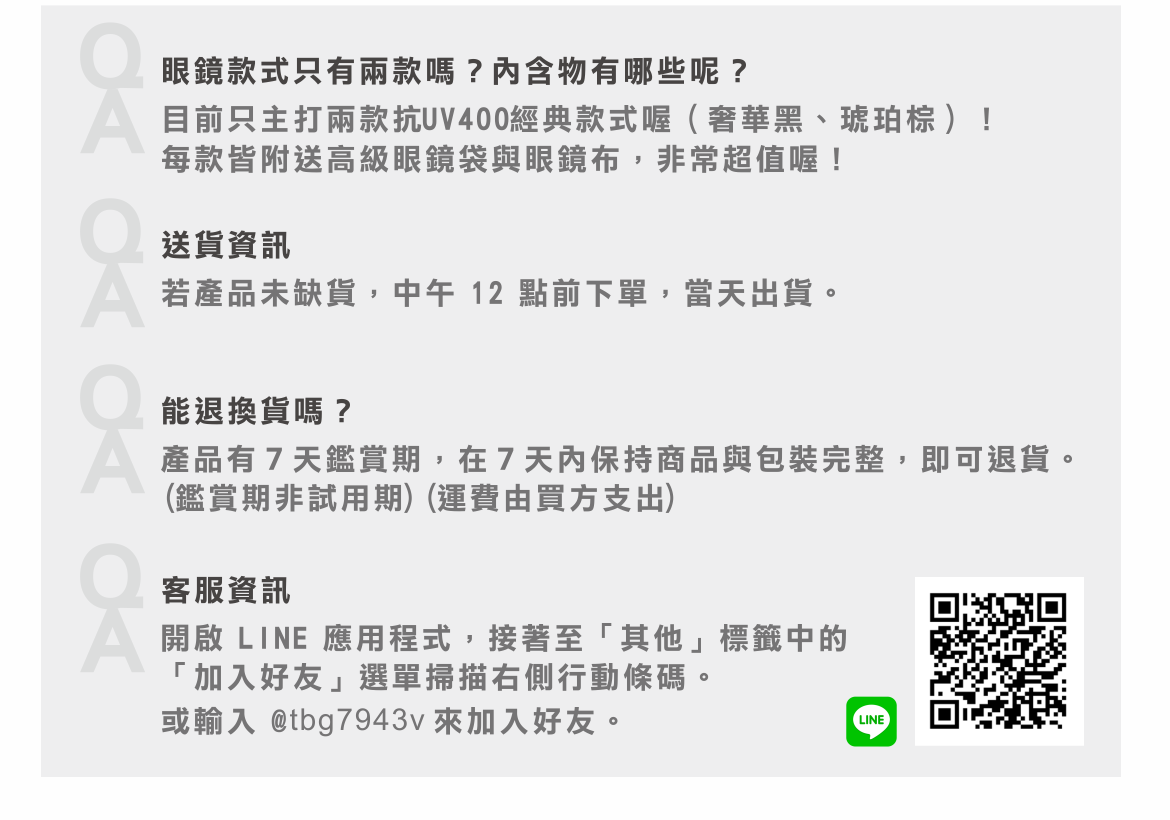 QA
眼鏡款式只有兩款嗎？內含物有哪些呢？
目前只主打兩款抗UV400經典款式喔（奢華黑、琥珀棕）！
每款皆附送高級眼鏡袋與眼鏡布，非常超值喔！
QA
送貨資訊
若產品未缺貨，中午 12 點前下單，當天出貨。
QA
能退換貨嗎？
產品有7天鑑賞期，在7天內保持商品與包裝完整，即可退貨。
(鑑賞期非試用期)(運費由買方支出)
QA
客服資訊
開啟 LINE 應用程式，接著至「其他」標籤中的
「加入好友」選單掃描右側行動條碼。
或輸入 @tbg7943v 來加入好友。
LINE